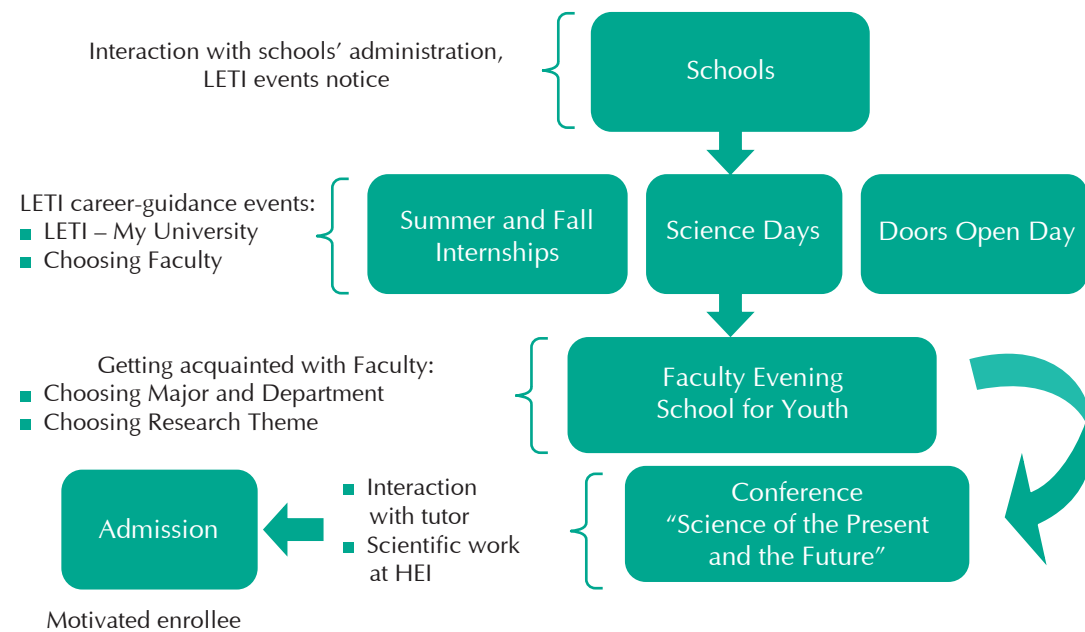 Interaction with schools’ administration,
LETI events notice
Schools
LETI career-guidance events:
■ LETI – My University
■ Choosing Faculty
Summer and Fall
Internships
Science Days
Doors Open Day
Getting acquainted with Faculty:
■ Choosing Major and Department
■ Choosing Research Theme
Faculty Evening
School for Youth
Conference
“Science of the Present
and the Future”
■ Interaction
with tutor
■ Scientific work
at HEI
Admission
Motivated enrollee